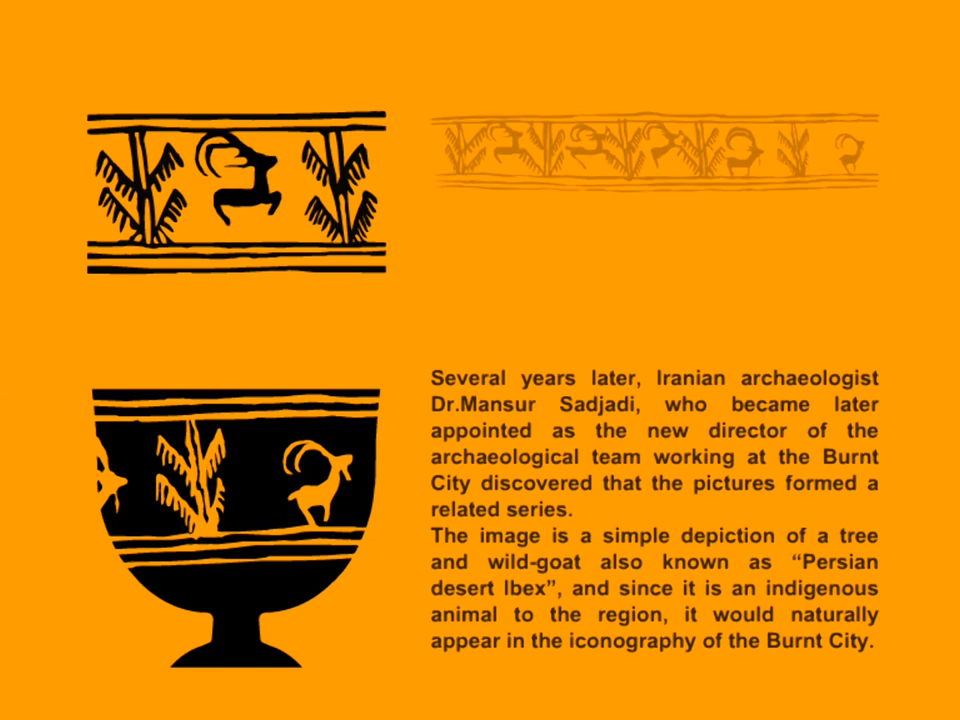 Several years later, Iranian archaeologist
Dr.Mansur Sadjadi, who became later
appointed as the new director of the
archaeological team working at the Burnt
City discovered that the pictures formed a
related series.
The image is a simple depiction of a tree
and wild-goat also known as “Persian
desert Ibex”, and since it is an indigenous
animal to the region, it would naturally
appear in the iconography of the Burnt City.